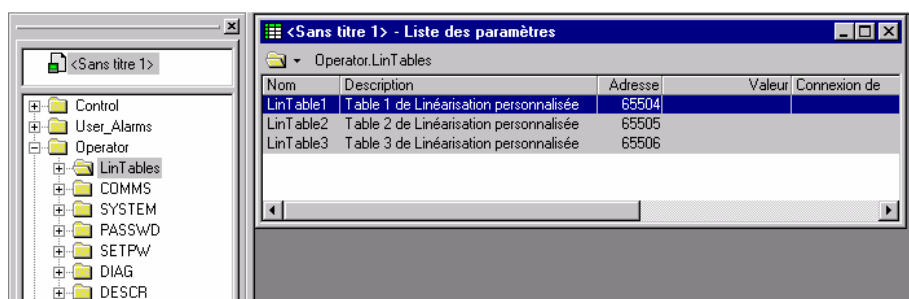 <Sans titre 1>
Control
User_Alarms
Operator
LinTables
COMMS
SYSTEM
PASSWD
SETPW
DIAG
DESCR
<Sans titre 1> - Liste des paramètres
Operator.LinTables
Nom Description Adresse Valeur Connexion de
LinTable1 Table 1 de Linéarisation personnalisée 65504
LinTable2 Table 2 de Linéarisation personnalisée 65505
LinTable3 Table 3 de Linéarisation personnalisée 65506